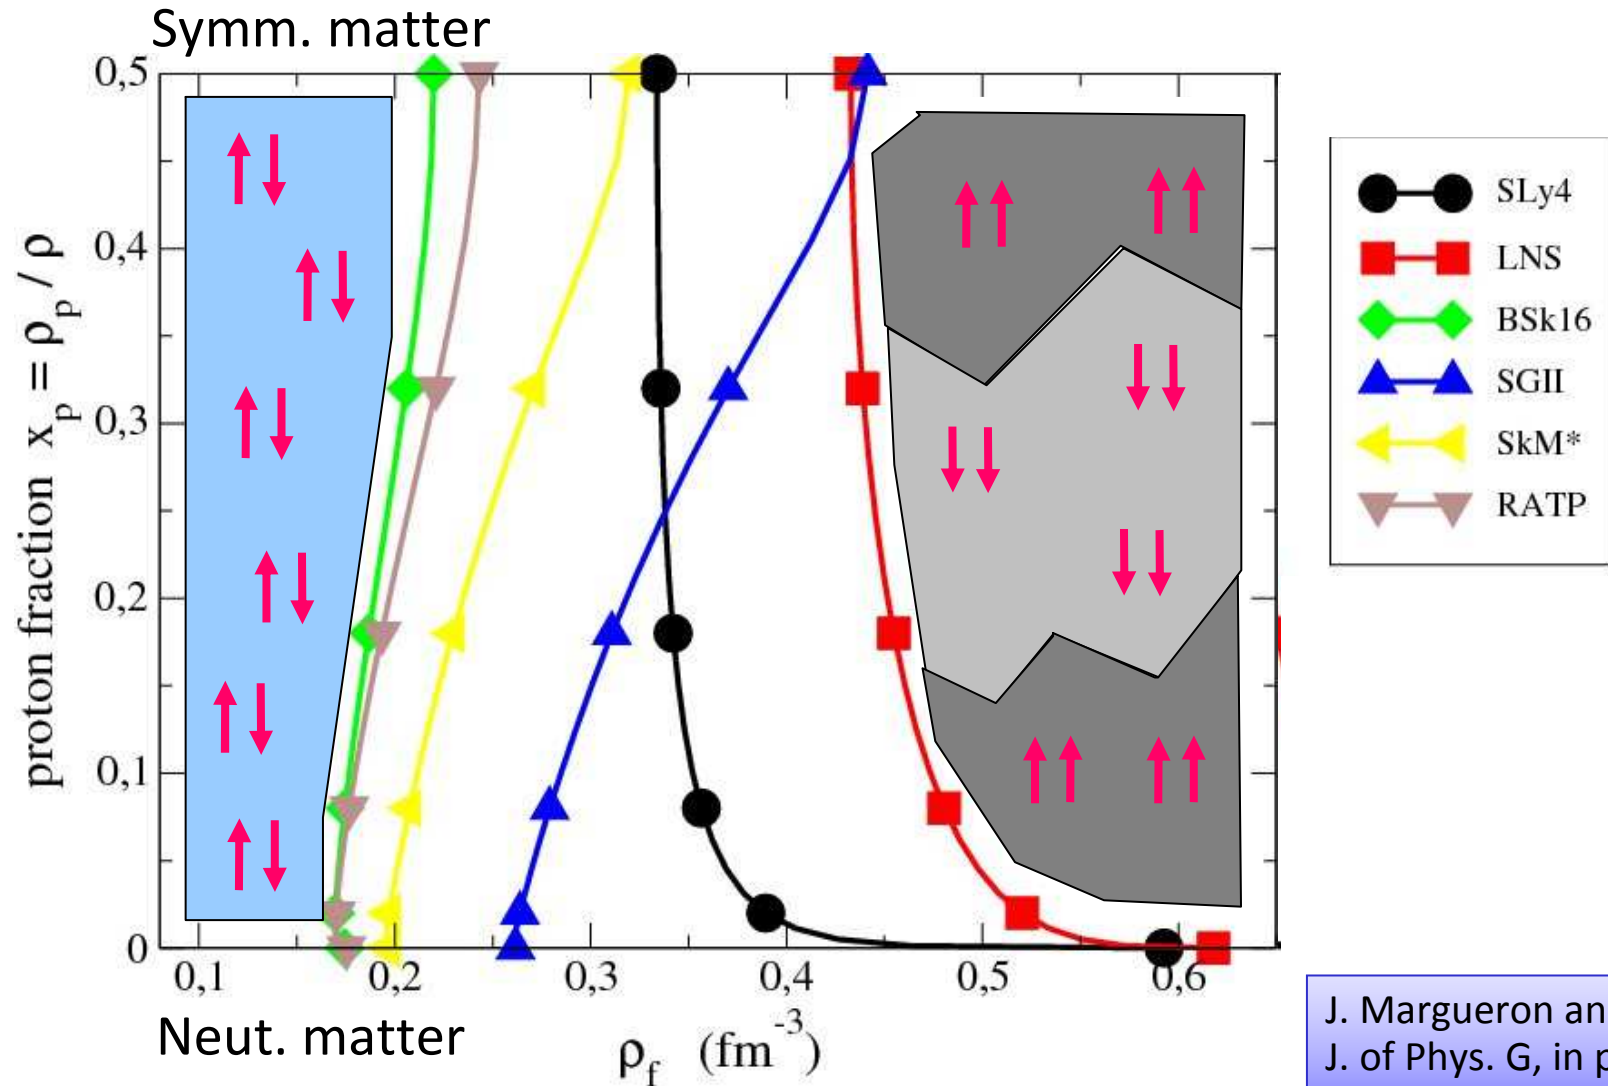 Symm. matter
0,5
0,4
0,3
0,2
0,1
0
proton fraction x_p = ρ_p / ρ
0,1 0,2 0,3 0,4 0,5 0,6
Neut. matter
ρ_f (fm^-3)
SLy4
LNS
BSk16
SGII
SkM*
RATP
J. Margueron an
J. of Phys. G, in p